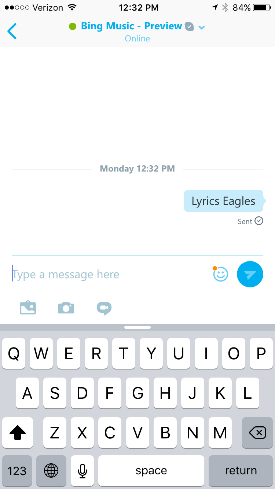 Verizon 12:32 PM 84%
Bing Music - Preview
Online
Monday 12:32 PM
Lyrics Eagles
Sent
Type a message here
Q W E R T Y U I O P
A S D F G H J K L
Z X C V B N M
123 space return